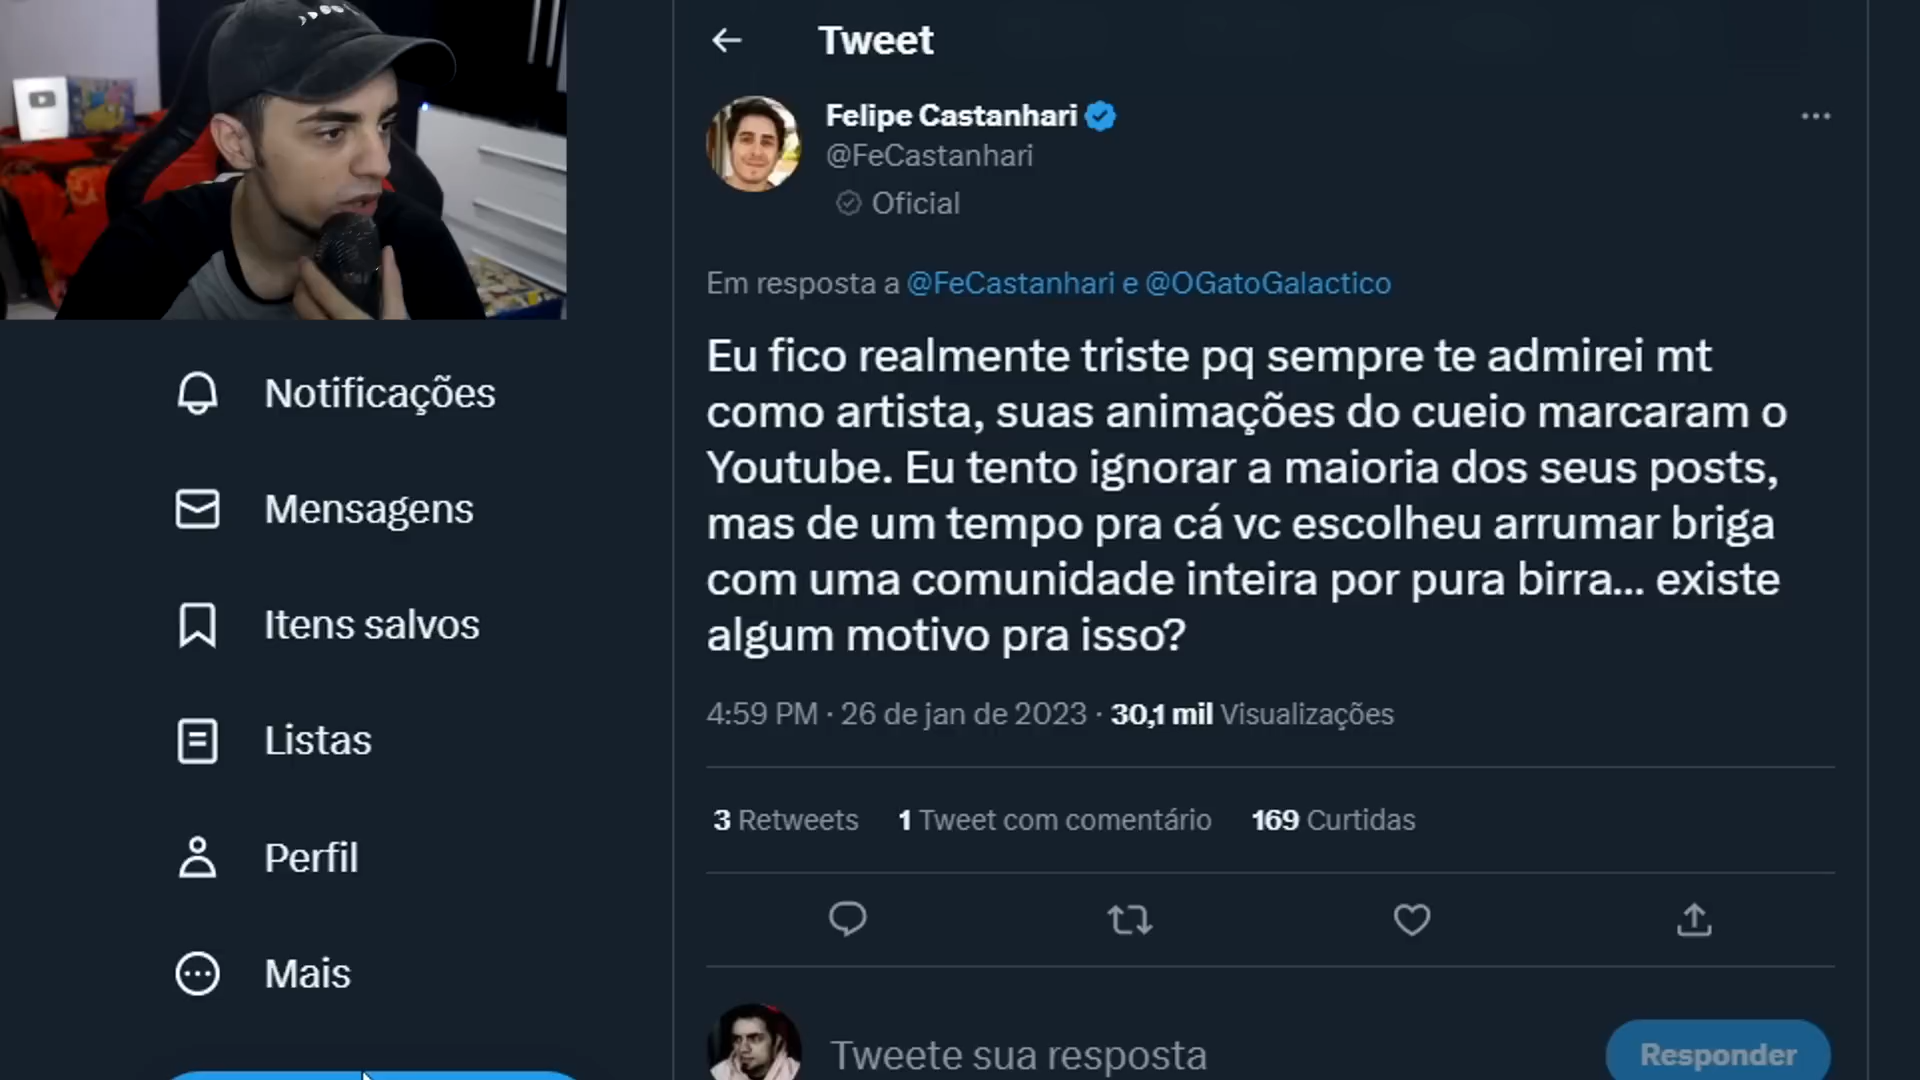 Tweet
Felipe Castanhari
@FeCastanhari
Oficial
Em resposta a @FeCastanhari e @OGatoGalactico
Eu fico realmente triste pq sempre te admirei mt
como artista, suas animações do cueio marcaram o
Youtube. Eu tento ignorar a maioria dos seus posts,
mas de um tempo pra cá vc escolheu arrumar briga
com uma comunidade inteira por pura birra... existe
algum motivo pra isso?
4:59 PM · 26 de jan de 2023 · 30,1 mil Visualizações
3 Retweets 1 Tweet com comentário 169 Curtidas
Tweete sua resposta
Responder
Notificações
Mensagens
Itens salvos
Listas
Perfil
Mais